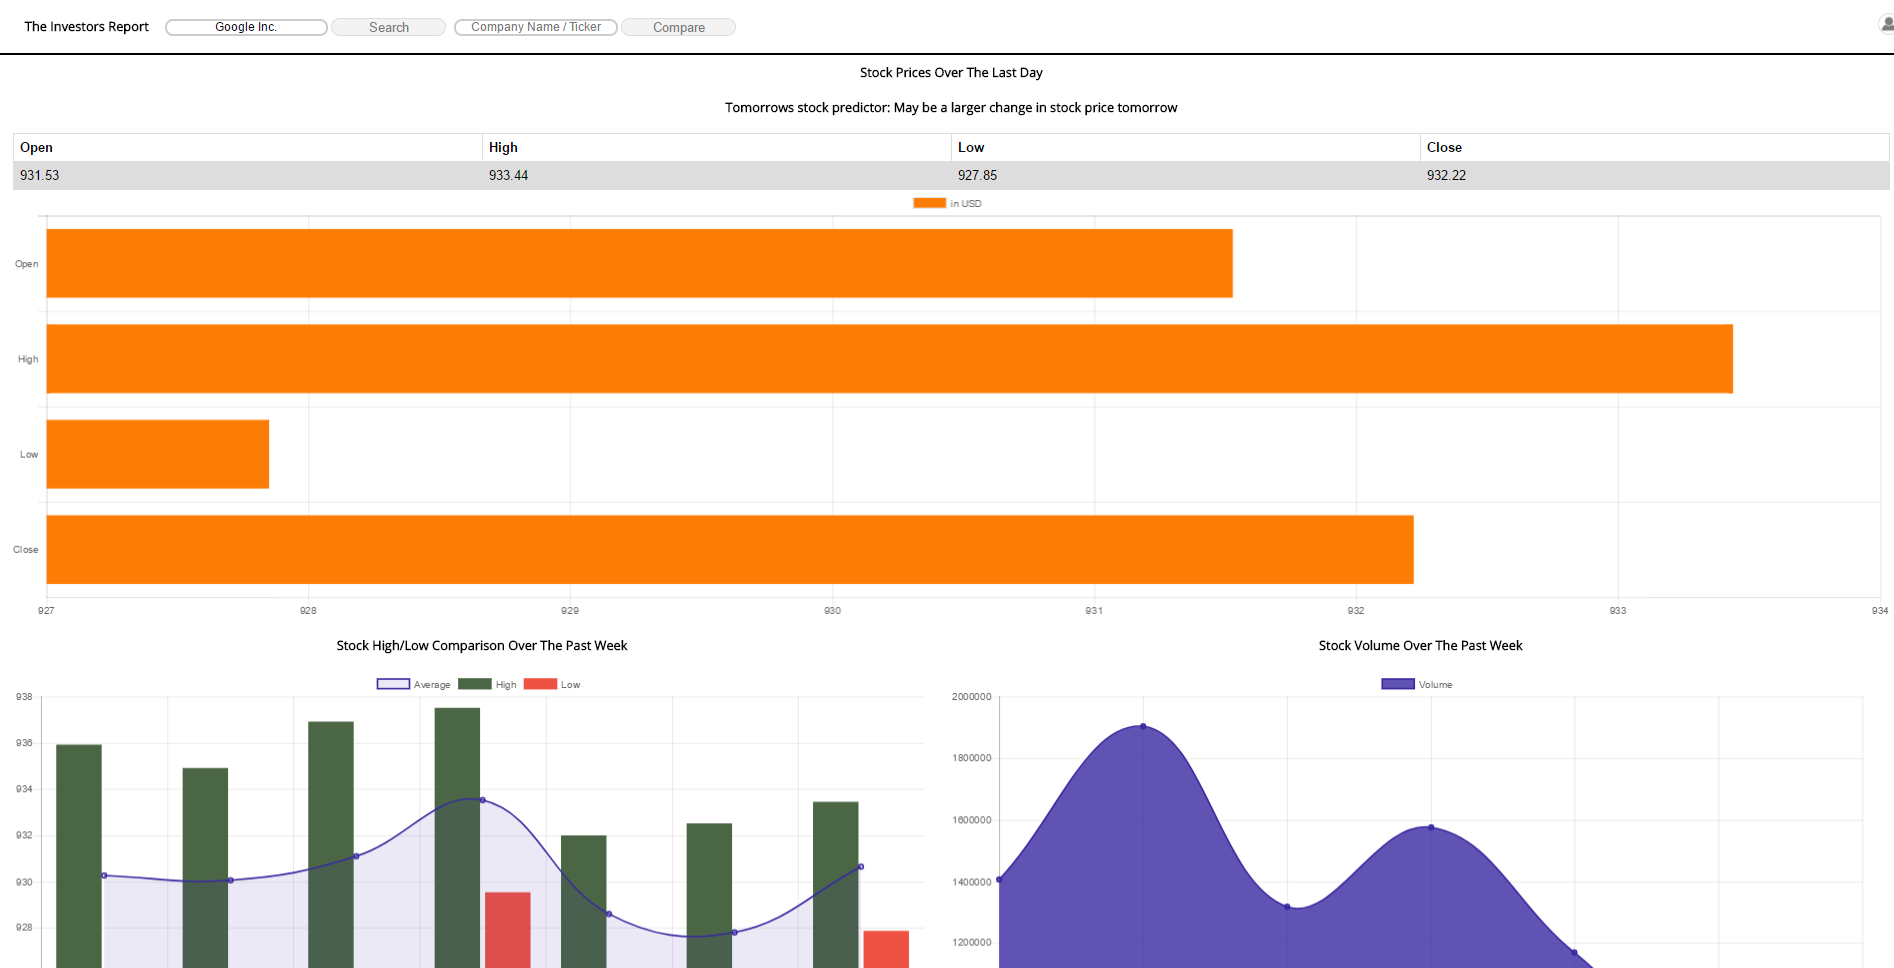 The Investors Report Google Inc. Search Company Name / Ticker Compare
Stock Prices Over The Last Day
Tomorrows stock predictor: May be a larger change in stock price tomorrow
Open High Low Close
931.53 933.44 927.85 932.22
in USD
Open
High
Low
Close
927 928 929 930 931 932 933 934
Stock High/Low Comparison Over The Past Week
Average High Low
938
936
934
932
930
928
Stock Volume Over The Past Week
Volume
2000000
1800000
1600000
1400000
1200000